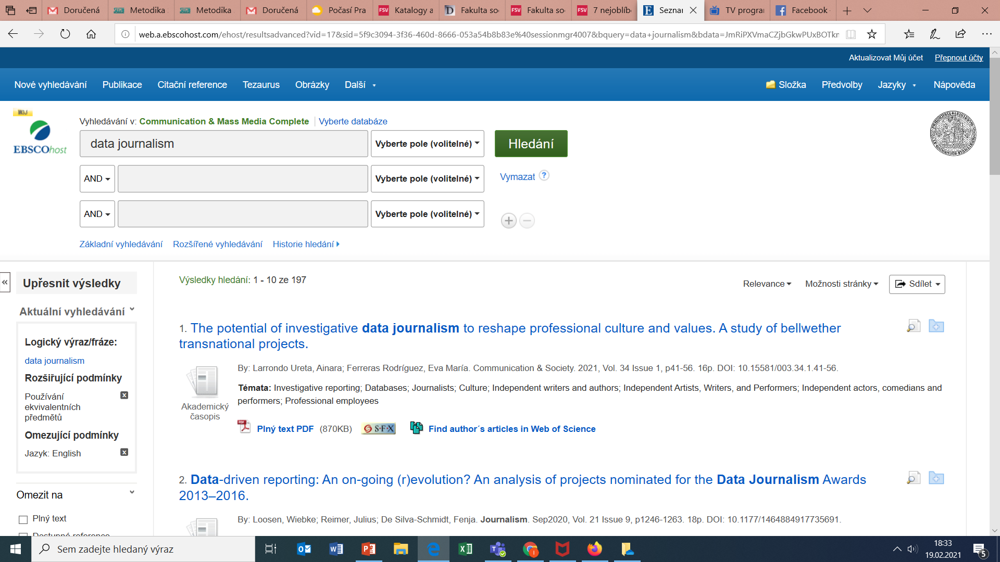 Doručená
Metodika
Metodika
Doručená
Počasí Pra
FSV Katalogy a
D Fakulta so
FSV Fakulta so
FSV 7 nejoblíb
E Seznar
TV progra
Facebook
web.a.ebscohost.com/ehost/resultsadvanced?vid=17&sid=5f9c3094-3f36-460d-8666-053a54b8b83e%40sessionmgr4007&bquery=data+journalism&bdata=JmRiPXVmaCZjbGkwPUxBOTkn
Aktualizovat Můj účet Přepnout účty
Nové vyhledávání Publikace Citační reference Tezaurus Obrázky Další Složka Předvolby Jazyky Nápověda
MOJ
EBSCOhost
Vyhledávání v: Communication & Mass Media Complete Vyberte databáze
data journalism Vyberte pole (volitelné) Hledání
AND Vyberte pole (volitelné) Vymazat ?
AND Vyberte pole (volitelné)
Základní vyhledávání Rozšířené vyhledávání Historie hledání
Upřesnit výsledky
Aktuální vyhledávání
Logický výraz/fráze:
data journalism
Rozšiřující podmínky
Používání
ekvivalentních
předmětů
Omezující podmínky
Jazyk: English
Omezit na
Plný text
Dostupné reference
Výsledky hledání: 1 - 10 ze 197
Relevance Možnosti stránky Sdílet
1. The potential of investigative data journalism to reshape professional culture and values. A study of bellwether
transnational projects.
Akademický
časopis
By: Larrondo Ureta, Ainara; Ferreras Rodríguez, Eva María. Communication & Society. 2021, Vol. 34 Issue 1, p41-56. 16p. DOI: 10.15581/003.34.1.41-56.
Témata: Investigative reporting; Databases; Journalists; Culture; Independent writers and authors; Independent Artists, Writers, and Performers; Independent actors, comedians and
performers; Professional employees
PDF Plný text PDF (870KB) S·F·X Find author´s articles in Web of Science
2. Data-driven reporting: An on-going (r)evolution? An analysis of projects nominated for the Data Journalism Awards
2013–2016.
By: Loosen, Wiebke; Reimer, Julius; De Silva-Schmidt, Fenja. Journalism. Sep2020, Vol. 21 Issue 9, p1246-1263. 18p. DOI: 10.1177/1464884917735691.
Sem zadejte hledaný výraz
18:33
19.02.2021
5